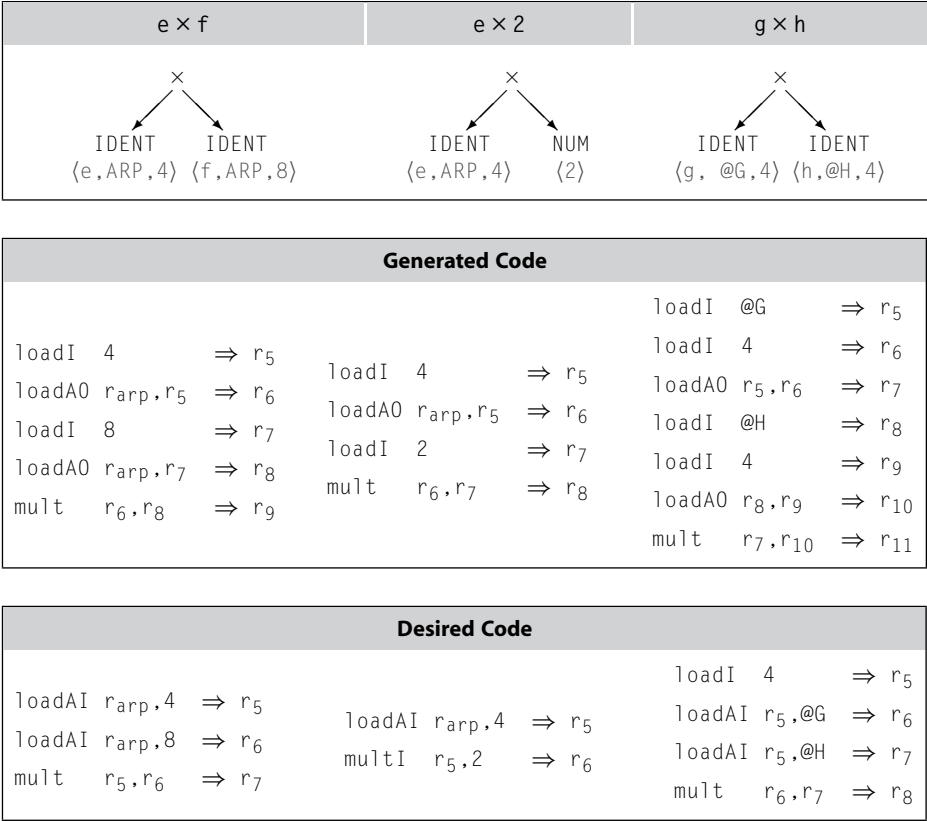 e × f e × 2 g × h
× × ×
IDENT IDENT IDENT NUM IDENT IDENT
⟨e,ARP,4⟩ ⟨f,ARP,8⟩ ⟨e,ARP,4⟩ ⟨2⟩ ⟨g, @G,4⟩ ⟨h,@H,4⟩
Generated Code
loadI 4 ⇒ r5
loadAO rarp,r5 ⇒ r6
loadI 8 ⇒ r7
loadAO rarp,r7 ⇒ r8
mult r6,r8 ⇒ r9
loadI 4 ⇒ r5
loadAO rarp,r5 ⇒ r6
loadI 2 ⇒ r7
mult r6,r7 ⇒ r8
loadI @G ⇒ r5
loadI 4 ⇒ r6
loadAO r5,r6 ⇒ r7
loadI @H ⇒ r8
loadI 4 ⇒ r9
loadAO r8,r9 ⇒ r10
mult r7,r10 ⇒ r11
Desired Code
loadAI rarp,4 ⇒ r5
loadAI rarp,8 ⇒ r6
mult r5,r6 ⇒ r7
loadAI rarp,4 ⇒ r5
multI r5,2 ⇒ r6
loadI 4 ⇒ r5
loadAI r5,@G ⇒ r6
loadAI r5,@H ⇒ r7
mult r6,r7 ⇒ r8